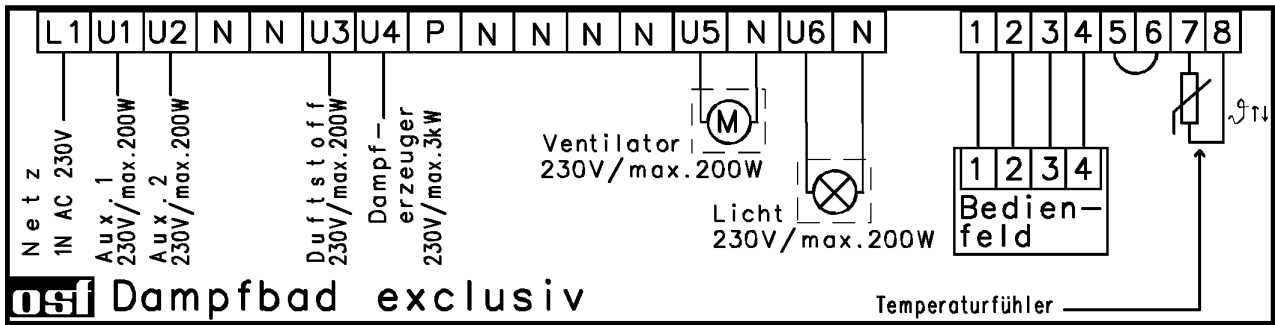 L1 U1 U2 N N U3 U4 P N N N N U5 N U6 N
1 2 3 4 5 6 7 8
Netz
1N AC 230V
Aux. 1
230V/max.200W
Aux. 2
230V/max.200W
Duftstoff
230V/max.200W
Dampf-
erzeuger
230V/max.3kW
M
Ventilator
230V/max.200W
Licht
230V/max.200W
1 2 3 4
Bedien-
feld
ϑ↑↓
Temperaturfühler
osf Dampfbad exclusiv